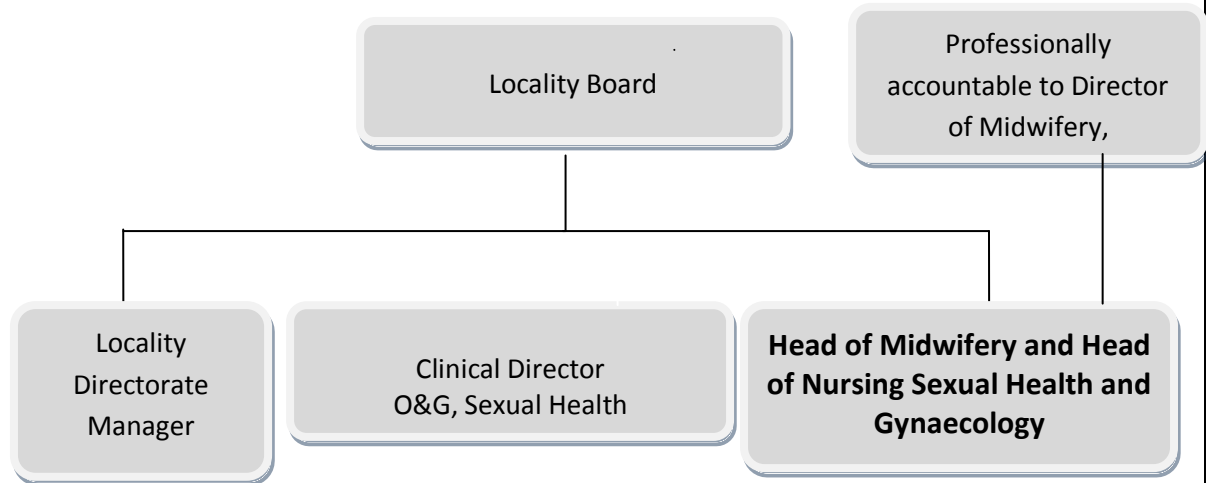 Locality Board
Professionally
accountable to Director
of Midwifery,
Locality
Directorate
Manager
Clinical Director
O&G, Sexual Health
Head of Midwifery and Head
of Nursing Sexual Health and
Gynaecology